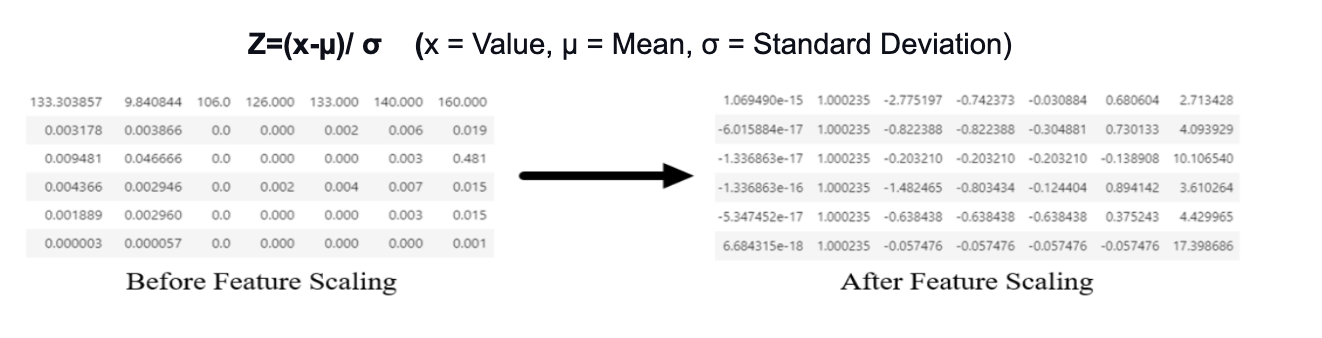 Z=(x-μ)/ σ (x = Value, μ = Mean, σ = Standard Deviation)
133.303857 9.840844 106.0 126.000 133.000 140.000 160.000
0.003178 0.003866 0.0 0.000 0.002 0.006 0.019
0.009481 0.046666 0.0 0.000 0.000 0.003 0.481
0.004366 0.002946 0.0 0.002 0.004 0.007 0.015
0.001889 0.002960 0.0 0.000 0.000 0.003 0.015
0.000003 0.000057 0.0 0.000 0.000 0.000 0.001
Before Feature Scaling
1.069490e-15 1.000235 -2.775197 -0.742373 -0.030884 0.680604 2.713428
-6.015884e-17 1.000235 -0.822388 -0.822388 -0.304881 0.730133 4.093929
-1.336863e-17 1.000235 -0.203210 -0.203210 -0.203210 -0.138908 10.106540
-1.336863e-16 1.000235 -1.482465 -0.803434 -0.124404 0.894142 3.610264
-5.347452e-17 1.000235 -0.638438 -0.638438 -0.638438 0.375243 4.429965
6.684315e-18 1.000235 -0.057476 -0.057476 -0.057476 -0.057476 17.398686
After Feature Scaling